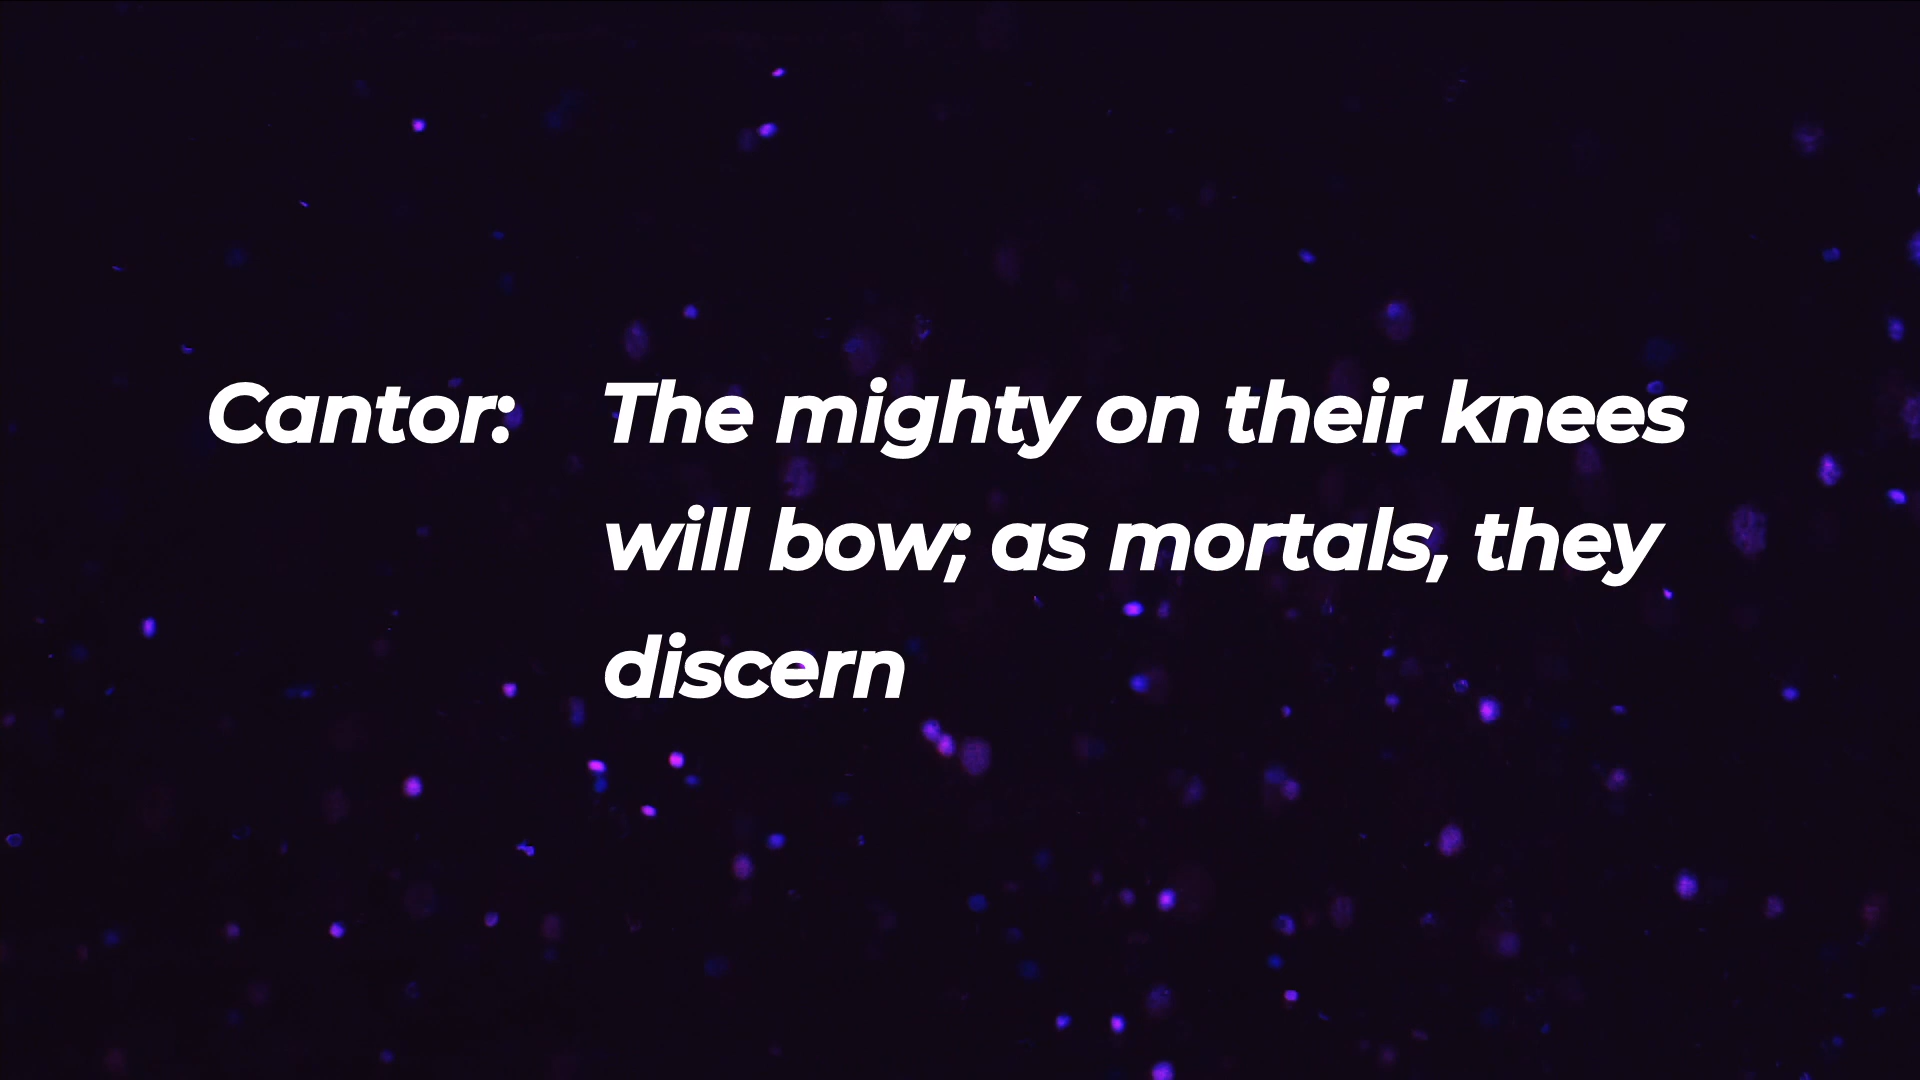 Cantor: The mighty on their knees
will bow; as mortals, they
discern